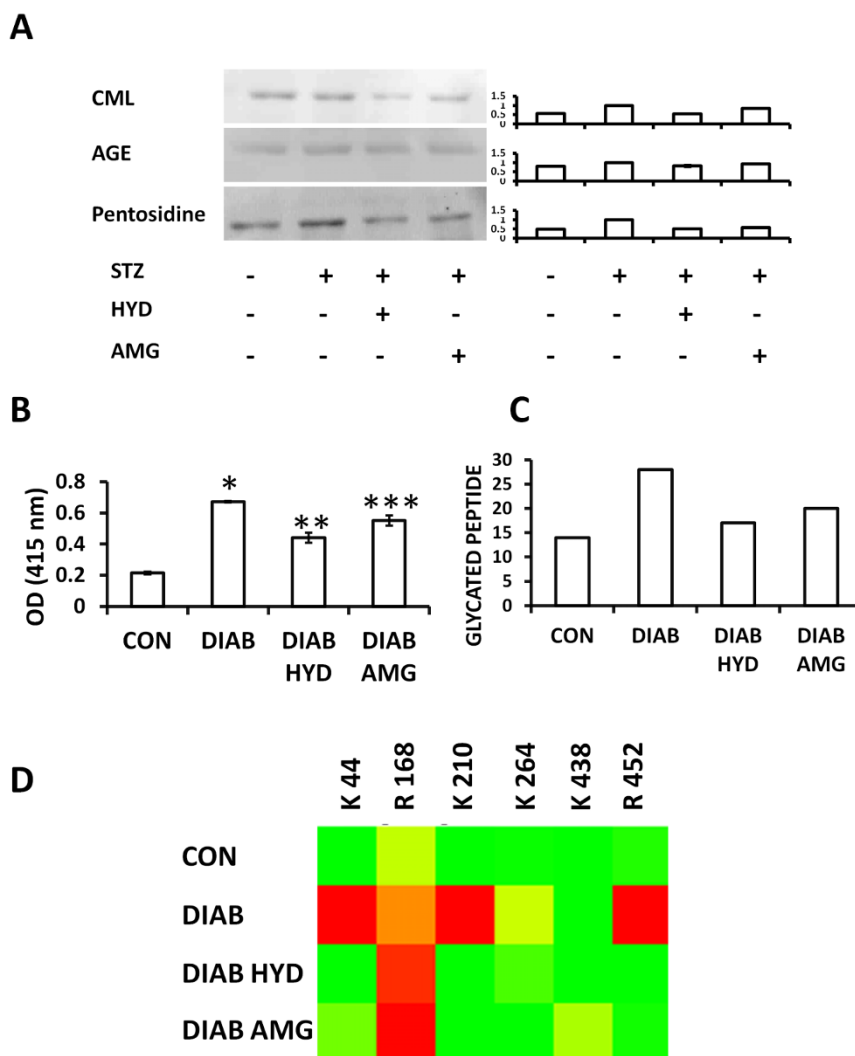 A
CML
1.5
1
0.5
0
AGE
1.5
1
0.5
0
Pentosidine
1.5
1
0.5
0
STZ - + + + - + + +
HYD - - + - - - + -
AMG - - - + - - - +
B
OD (415 nm)
0.8
0.6
0.4
0.2
0
*
**
***
CON DIAB DIAB HYD DIAB AMG
C
GLYCATED PEPTIDE
30
25
20
15
10
5
0
CON DIAB DIAB HYD DIAB AMG
D
K 44 R 168 K 210 K 264 K 438 R 452
CON
DIAB
DIAB HYD
DIAB AMG